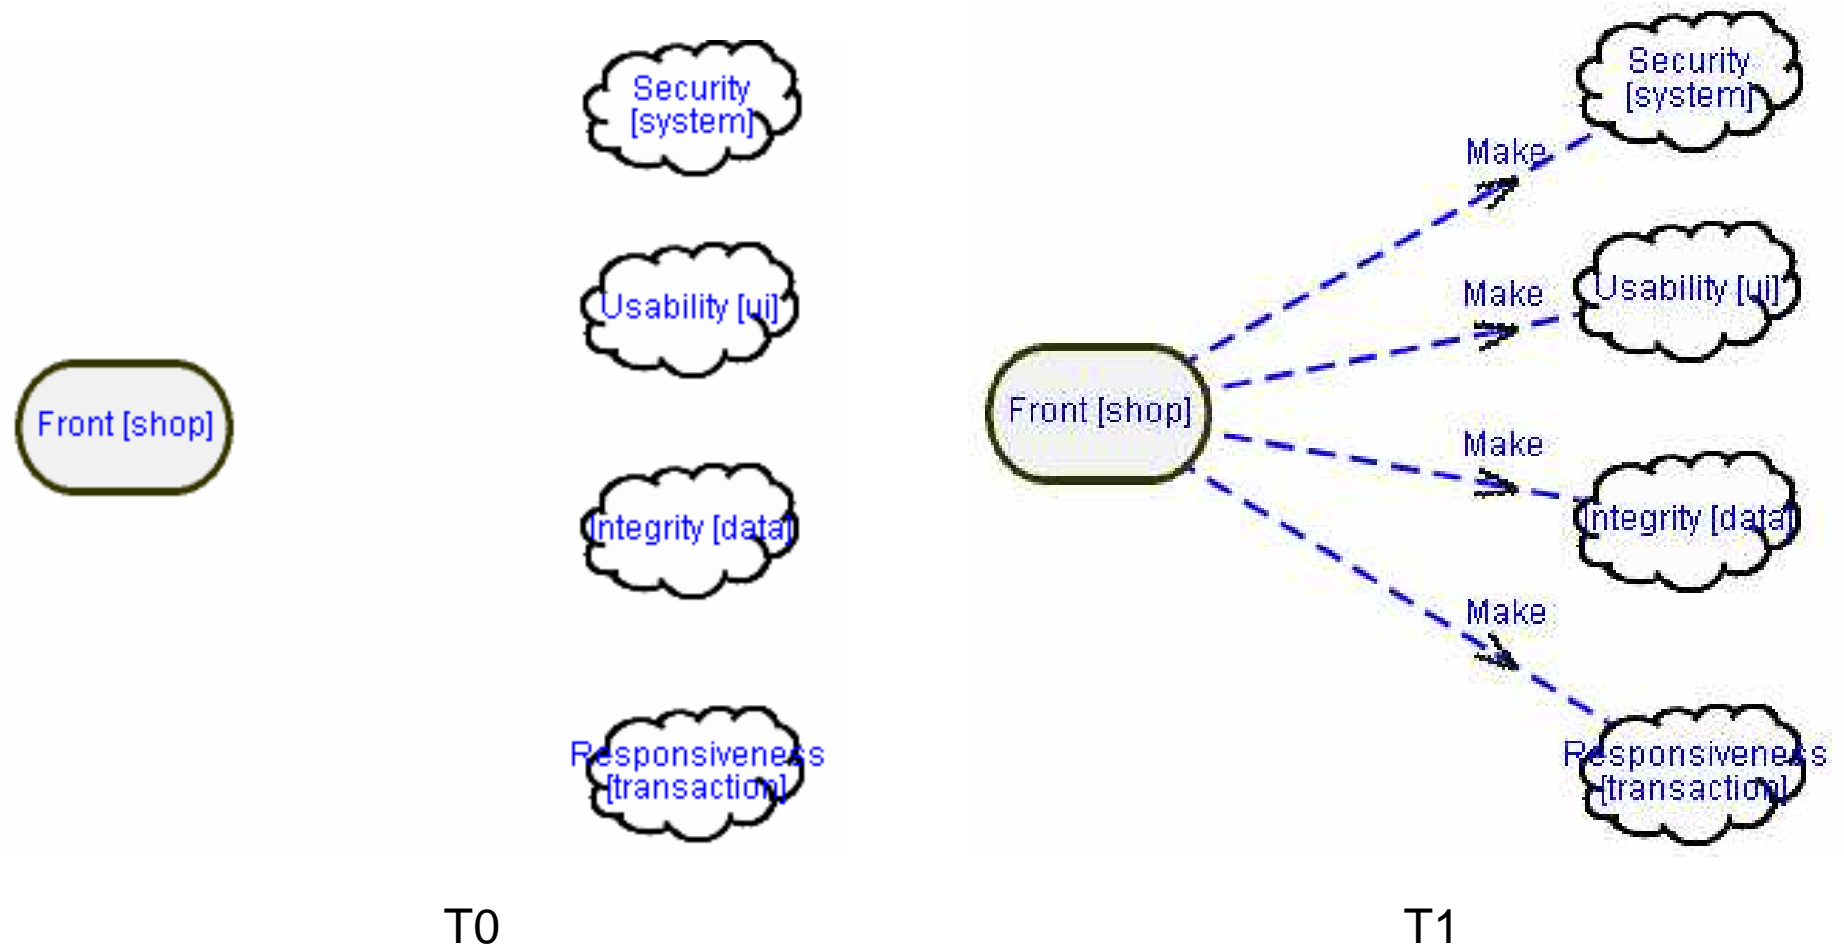 Security
[system]
Usability [ui]
Front [shop]
Integrity [data]
Responsiveness
[transaction]
T0
Security
[system]
Make
Usability [ui]
Make
Front [shop]
Make
Integrity [data]
Make
Responsiveness
[transaction]
T1